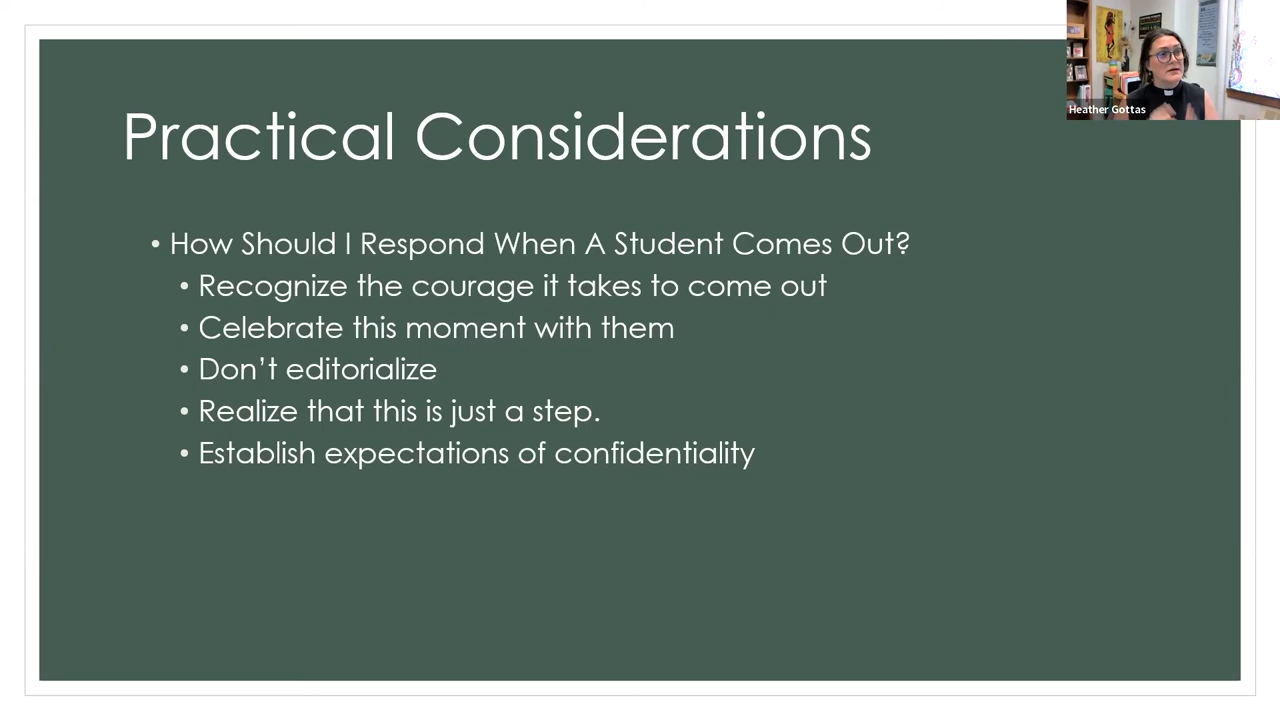 Practical Considerations
• How Should I Respond When A Student Comes Out?
• Recognize the courage it takes to come out
• Celebrate this moment with them
• Don't editorialize
• Realize that this is just a step.
• Establish expectations of confidentiality
Heather Gottas